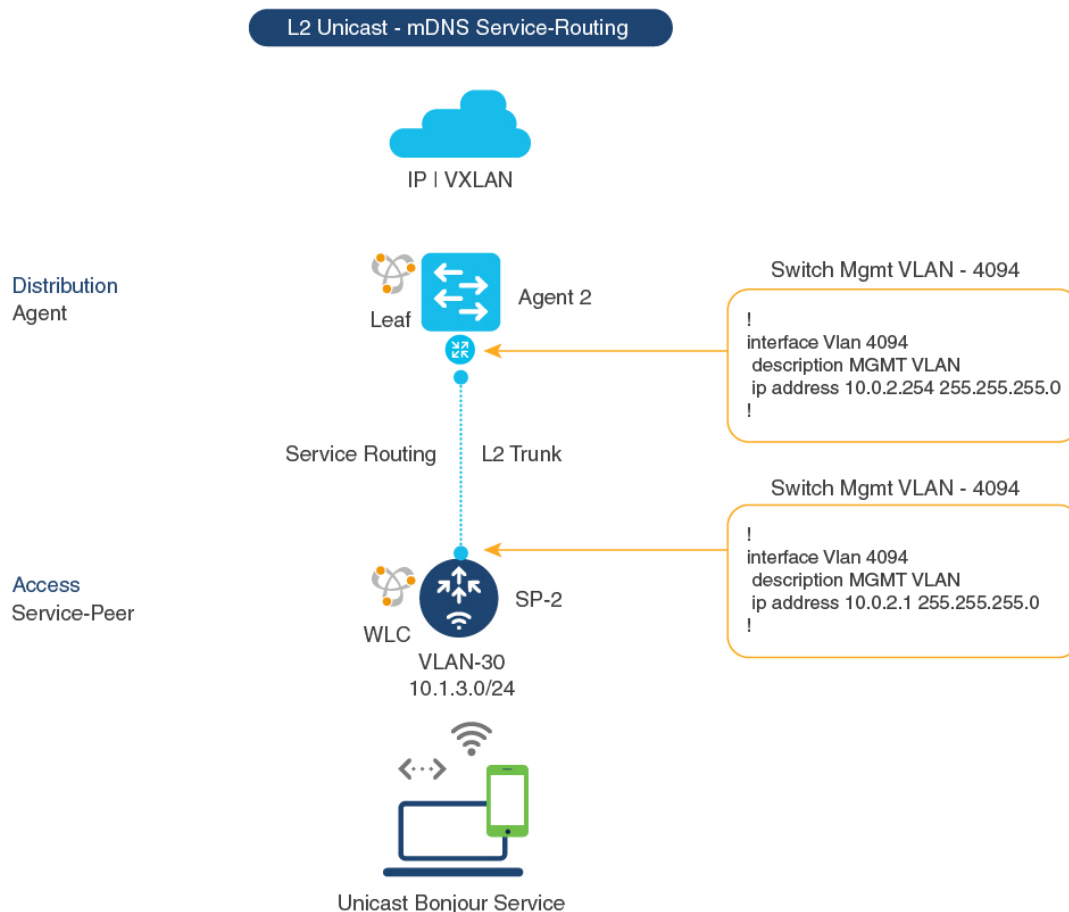 L2 Unicast - mDNS Service-Routing
IP | VXLAN
Distribution
Agent
Leaf
Agent 2
Switch Mgmt VLAN - 4094
!
interface Vlan 4094
description MGMT VLAN
ip address 10.0.2.254 255.255.255.0
!
Service Routing
L2 Trunk
Switch Mgmt VLAN - 4094
!
interface Vlan 4094
description MGMT VLAN
ip address 10.0.2.1 255.255.255.0
!
Access
Service-Peer
WLC
SP-2
VLAN-30
10.1.3.0/24
Unicast Bonjour Service